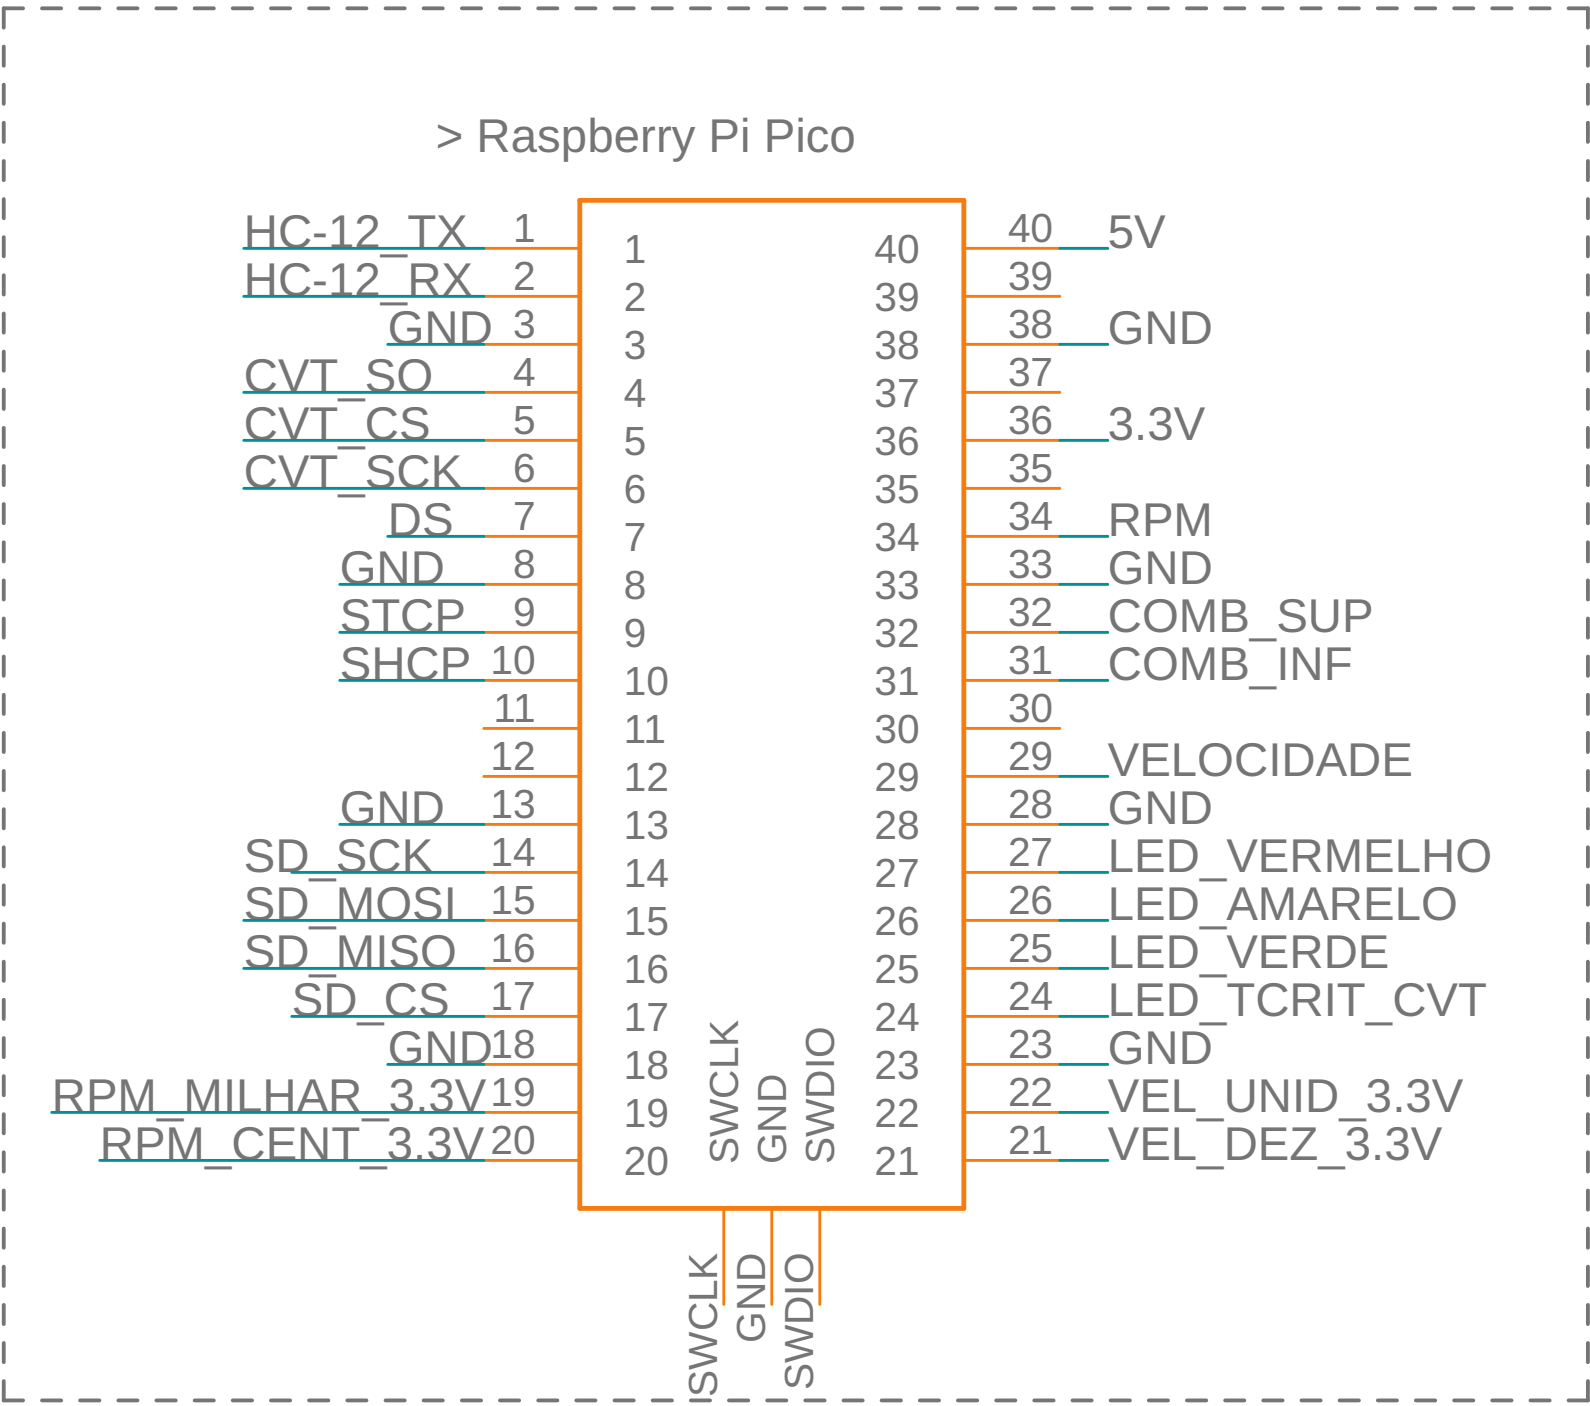 > Raspberry Pi Pico
HC-12_TX 1 1 40 40 5V
HC-12_RX 2 2 39 39
GND 3 3 38 38 GND
CVT_SO 4 4 37 37
CVT_CS 5 5 36 36 3.3V
CVT_SCK 6 6 35 35
DS 7 7 34 34 RPM
GND 8 8 33 33 GND
STCP 9 9 32 32 COMB_SUP
SHCP 10 10 31 31 COMB_INF
11 11 30 30
12 12 29 29 VELOCIDADE
GND 13 13 28 28 GND
SD_SCK 14 14 27 27 LED_VERMELHO
SD_MOSI 15 15 26 26 LED_AMARELO
SD_MISO 16 16 25 25 LED_VERDE
SD_CS 17 17 24 24 LED_TCRIT_CVT
GND 18 18 23 23 GND
RPM_MILHAR_3.3V 19 19 22 22 VEL_UNID_3.3V
RPM_CENT_3.3V 20 20 21 21 VEL_DEZ_3.3V
SWCLK
GND
SWDIO
SWCLK
GND
SWDIO